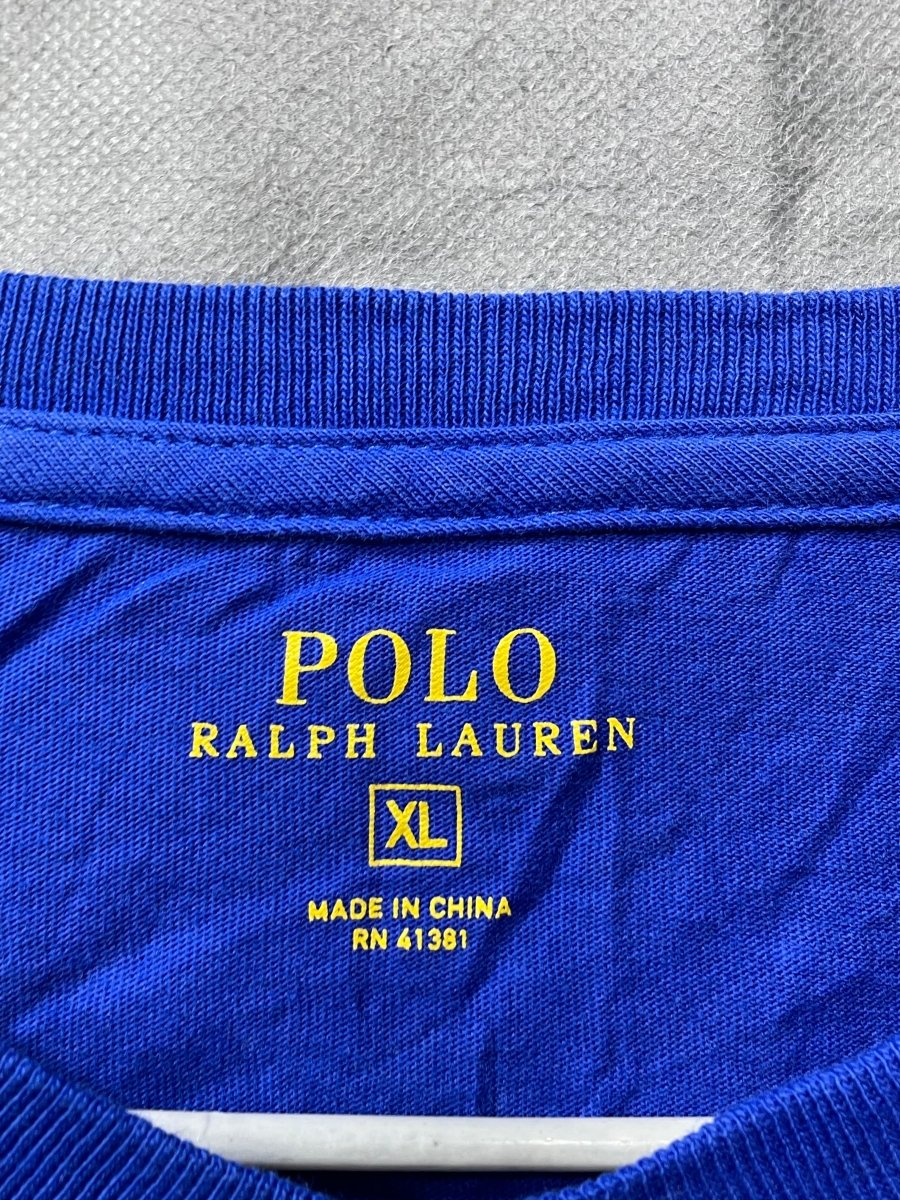 POLO
RALPH LAUREN
XL
MADE IN CHINA
RN 41381